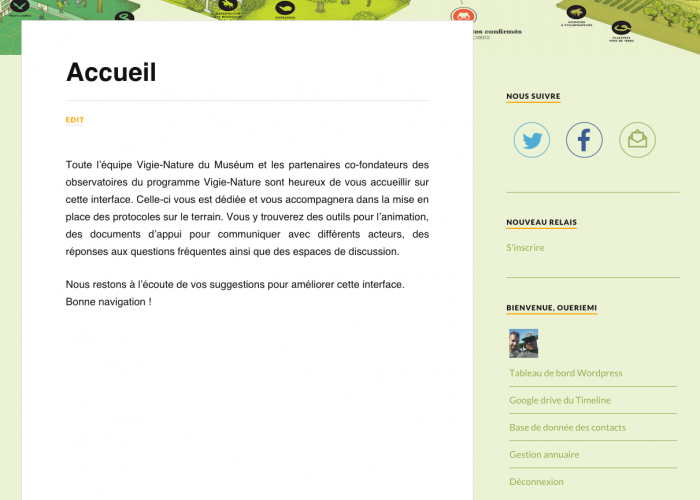 es confirmés
Accueil
EDIT
Toute l'équipe Vigie-Nature du Muséum et les partenaires co-fondateurs des
observatoires du programme Vigie-Nature sont heureux de vous accueillir sur
cette interface. Celle-ci vous est dédiée et vous accompagnera dans la mise en
place des protocoles sur le terrain. Vous y trouverez des outils pour l'animation,
des documents d'appui pour communiquer avec différents acteurs, des
réponses aux questions fréquentes ainsi que des espaces de discussion.
Nous restons à l'écoute de vos suggestions pour améliorer cette interface.
Bonne navigation !
NOUS SUIVRE
NOUVEAU RELAIS
S'inscrire
BIENVENUE, OUERIEMI
Tableau de bord Wordpress
Google drive du Timeline
Base de donnée des contacts
Gestion annuaire
Déconnexion